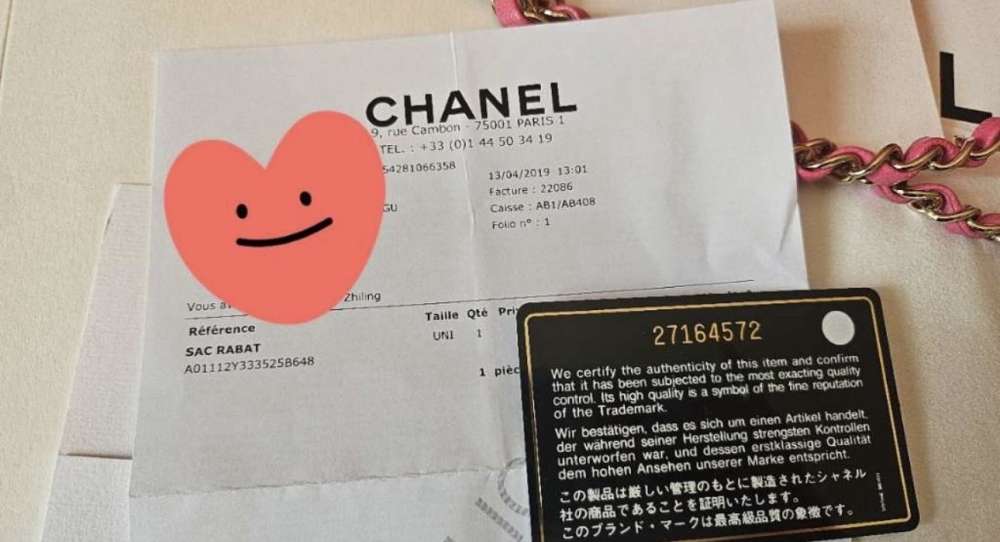 CHANEL
9, rue Cambon - 75001 PARIS 1
TEL. : +33 (0)1 44 50 34 19
54281066358
13/04/2019 13:01
Facture : 22086
Caisse : AB1/AB408
Folio n° : 1
GU
Vous Zhiling
Référence Taille Qté
SAC RABAT UNI 1
A01112Y333525B648
1
L
27164572
We certify the authenticity of this item and confirm
that it has been subjected to the most exacting quality
control. Its high quality is a symbol of the fine reputation
of the Trademark.
Wir bestätigen, dass es sich um einen Artikel handelt,
der während seiner Herstellung strengsten Kontrollen
unterworfen war, und dessen erstklassige Qualität
dem hohen Ansehen unserer Marke entspricht.
この製品は厳しい管理のもとに製造されたシャネル
社の商品であることを証明いたします。
このブランド・マークは最高級品質の象徴です。